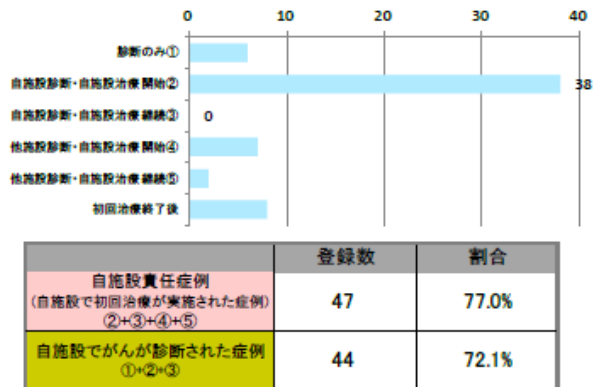 0 10 20 30 40
診断のみ①
自施設診断・自施設治療開始② 38
自施設診断・自施設治療継続③ 0
他施設診断・自施設治療開始④
他施設診断・自施設治療継続⑤
初回治療終了後
登録数 割合
自施設責任症例
(自施設で初回治療が実施された症例)
②+③+④+⑤
47 77.0%
自施設でがんが診断された症例
①+②+③
44 72.1%